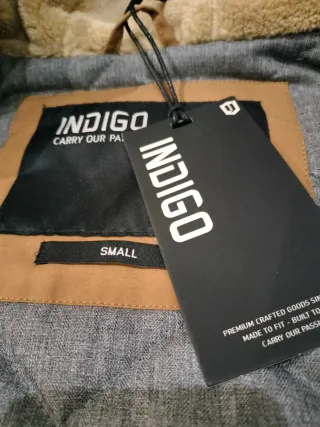 INDIGO
CARRY OUR
SMALL
INDIGO
PREMIUM CRAFTED GOODS
MADE TO FIT - BUILT TO
CARRY OUR